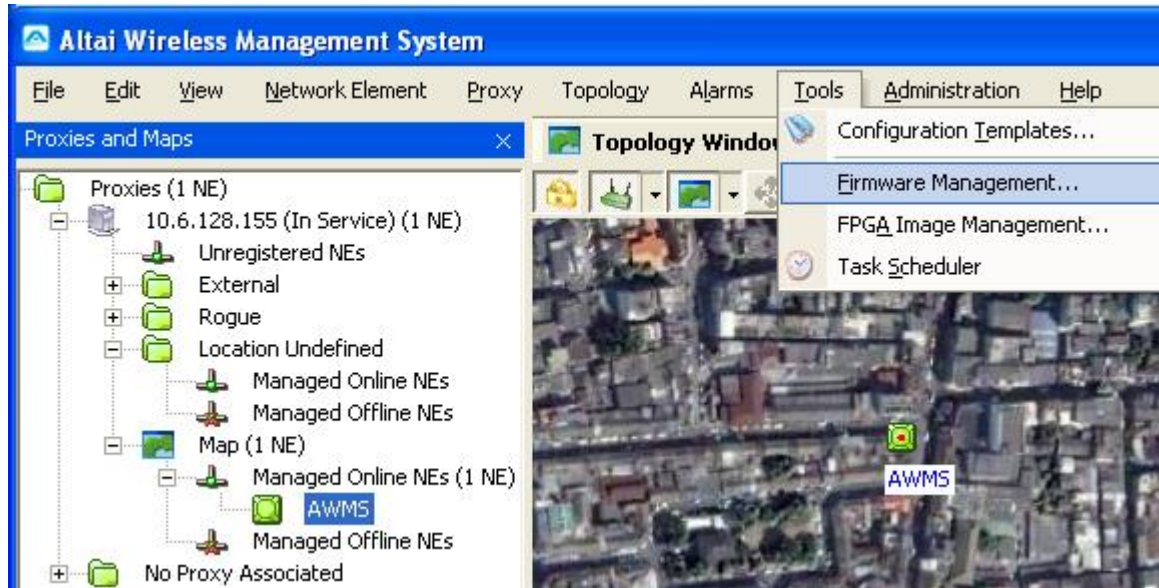 Altai Wireless Management System
File Edit View Network Element Proxy Topology Alarms Tools Administration Help
Proxies and Maps
Topology Window
Configuration Templates...
Firmware Management...
FPGA Image Management...
Task Scheduler
Proxies (1 NE)
10.6.128.155 (In Service) (1 NE)
Unregistered NEs
External
Rogue
Location Undefined
Managed Online NEs
Managed Offline NEs
Map (1 NE)
Managed Online NEs (1 NE)
AWMS
Managed Offline NEs
No Proxy Associated
AWMS